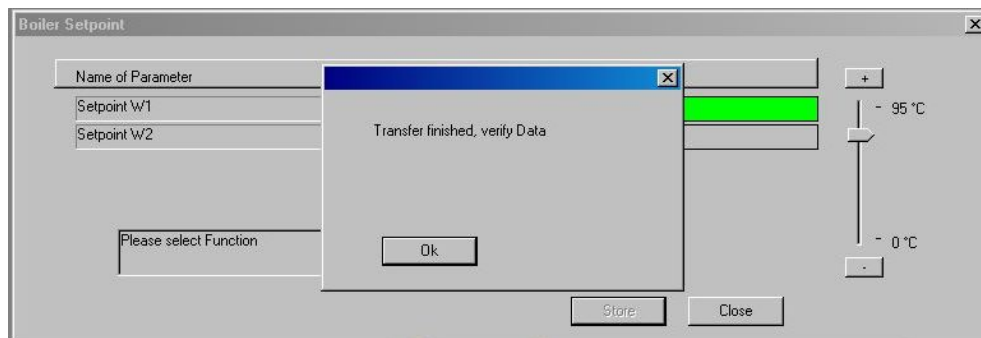 Boiler Setpoint
Name of Parameter
+
Setpoint W1
95 °C
Transfer finished, verify Data
Setpoint W2
Please select Function
Ok
0 °C
-
Store
Close